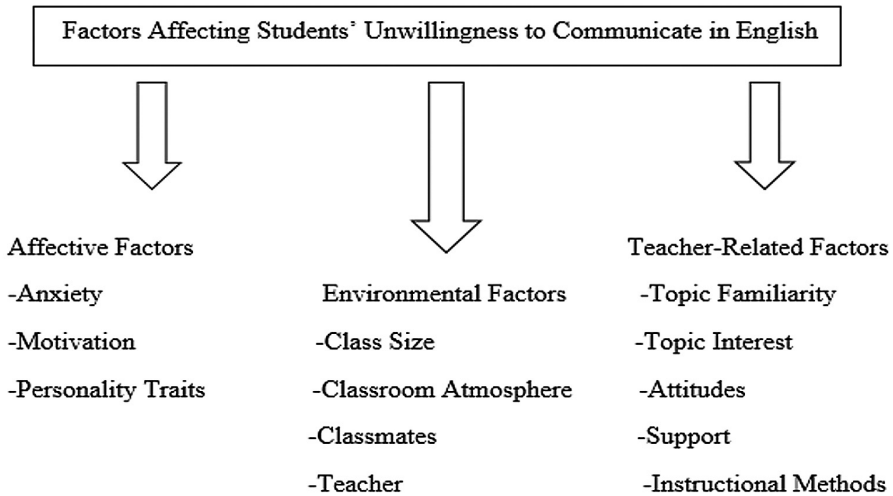 Factors Affecting Students' Unwillingness to Communicate in English
Affective Factors
-Anxiety
-Motivation
-Personality Traits
Environmental Factors
-Class Size
-Classroom Atmosphere
-Classmates
-Teacher
Teacher-Related Factors
-Topic Familiarity
-Topic Interest
-Attitudes
-Support
-Instructional Methods